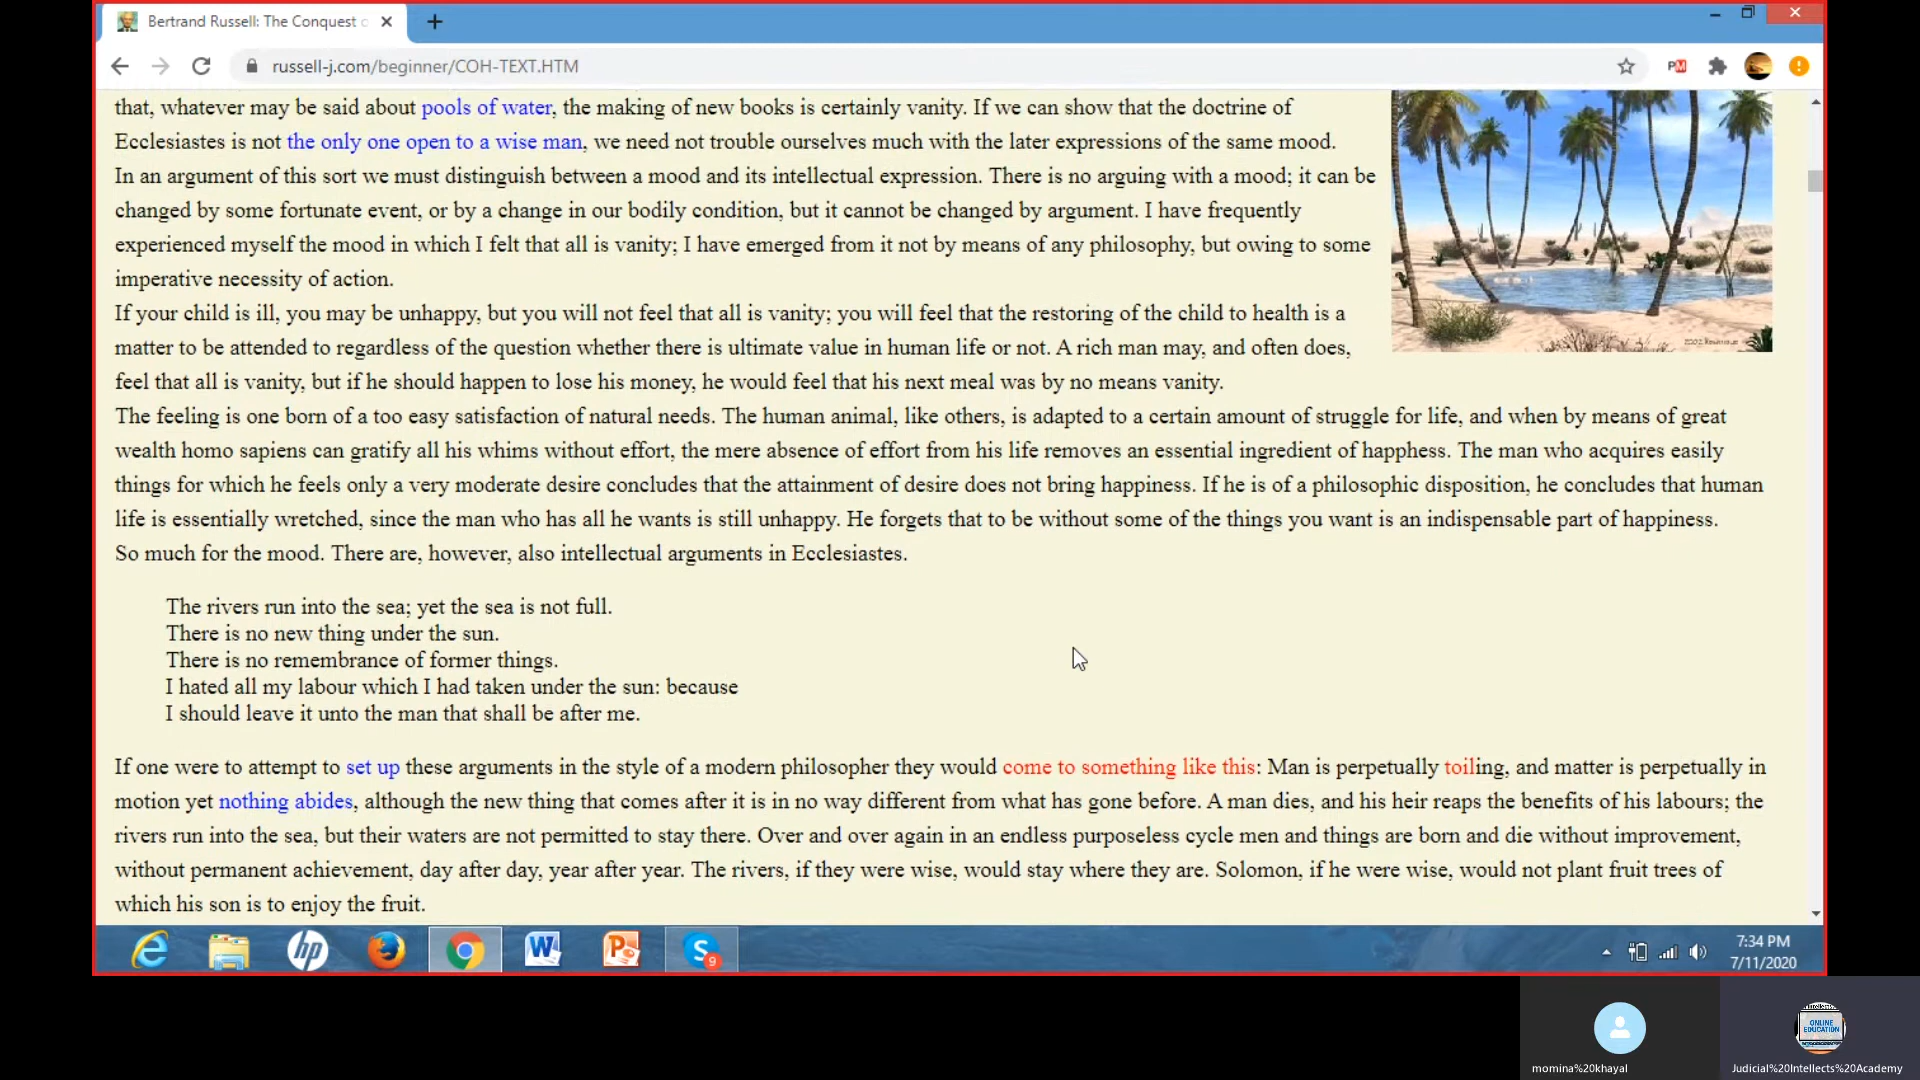 Bertrand Russell: The Conquest o
russell-j.com/beginner/COH-TEXT.HTM
that, whatever may be said about pools of water, the making of new books is certainly vanity. If we can show that the doctrine of
Ecclesiastes is not the only one open to a wise man, we need not trouble ourselves much with the later expressions of the same mood.
In an argument of this sort we must distinguish between a mood and its intellectual expression. There is no arguing with a mood; it can be
changed by some fortunate event, or by a change in our bodily condition, but it cannot be changed by argument. I have frequently
experienced myself the mood in which I felt that all is vanity; I have emerged from it not by means of any philosophy, but owing to some
imperative necessity of action.
If your child is ill, you may be unhappy, but you will not feel that all is vanity; you will feel that the restoring of the child to health is a
matter to be attended to regardless of the question whether there is ultimate value in human life or not. A rich man may, and often does,
feel that all is vanity, but if he should happen to lose his money, he would feel that his next meal was by no means vanity.
The feeling is one born of a too easy satisfaction of natural needs. The human animal, like others, is adapted to a certain amount of struggle for life, and when by means of great
wealth homo sapiens can gratify all his whims without effort, the mere absence of effort from his life removes an essential ingredient of happhess. The man who acquires easily
things for which he feels only a very moderate desire concludes that the attainment of desire does not bring happiness. If he is of a philosophic disposition, he concludes that human
life is essentially wretched, since the man who has all he wants is still unhappy. He forgets that to be without some of the things you want is an indispensable part of happiness.
So much for the mood. There are, however, also intellectual arguments in Ecclesiastes.
The rivers run into the sea; yet the sea is not full.
There is no new thing under the sun.
There is no remembrance of former things.
I hated all my labour which I had taken under the sun: because
I should leave it unto the man that shall be after me.
If one were to attempt to set up these arguments in the style of a modern philosopher they would come to something like this: Man is perpetually toiling, and matter is perpetually in
motion yet nothing abides, although the new thing that comes after it is in no way different from what has gone before. A man dies, and his heir reaps the benefits of his labours; the
rivers run into the sea, but their waters are not permitted to stay there. Over and over again in an endless purposeless cycle men and things are born and die without improvement,
without permanent achievement, day after day, year after year. The rivers, if they were wise, would stay where they are. Solomon, if he were wise, would not plant fruit trees of
which his son is to enjoy the fruit.
9
7:34 PM
7/11/2020
ONLINE
EDUCATION
momina%20khayal
Judicial%20Intellects%20Academy